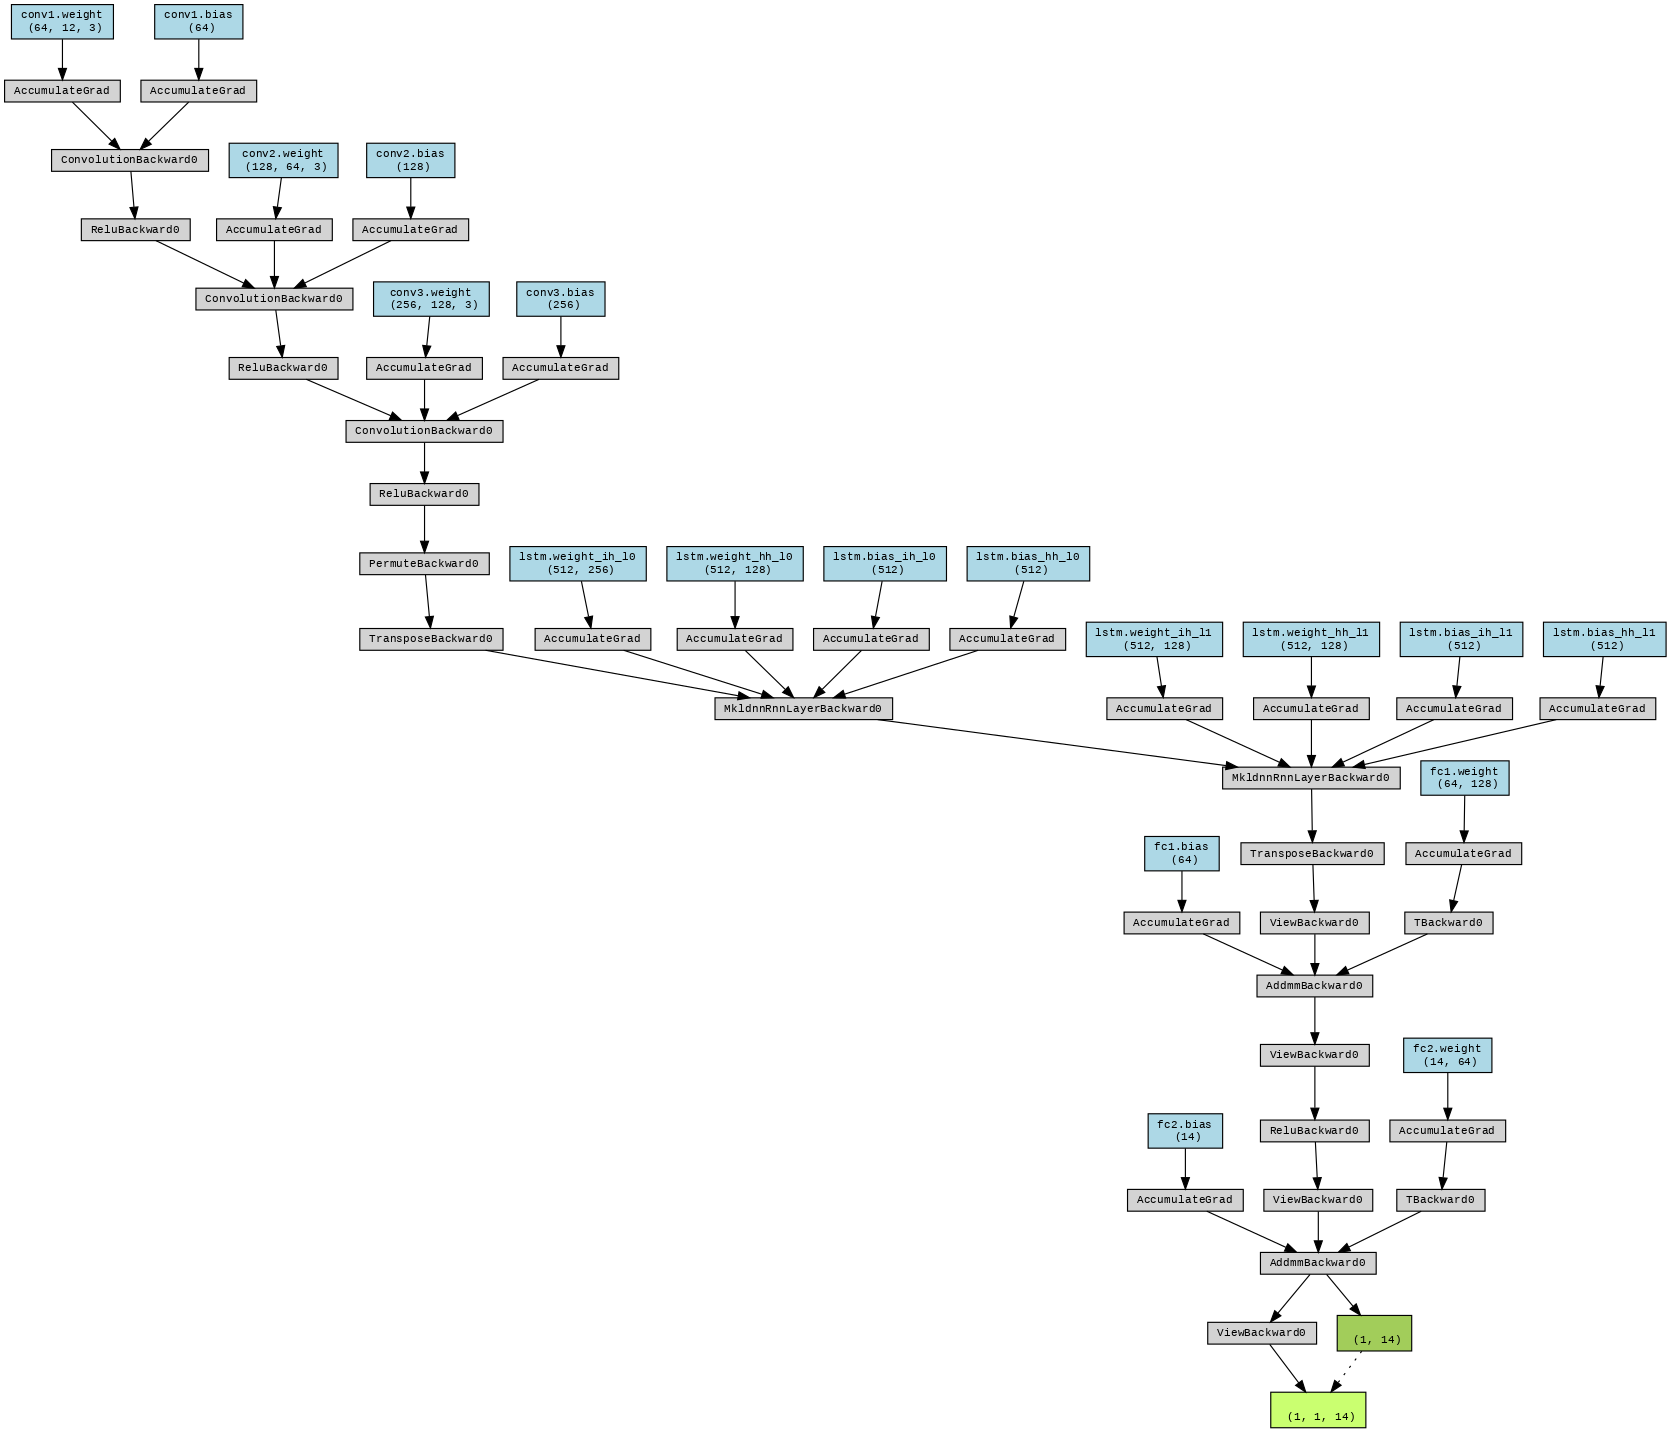 conv1.weight
(64, 12, 3)
conv1.bias
(64)
AccumulateGrad
AccumulateGrad
ConvolutionBackward0
conv2.weight
(128, 64, 3)
conv2.bias
(128)
ReluBackward0
AccumulateGrad
AccumulateGrad
ConvolutionBackward0
conv3.weight
(256, 128, 3)
conv3.bias
(256)
ReluBackward0
AccumulateGrad
AccumulateGrad
ConvolutionBackward0
ReluBackward0
PermuteBackward0
lstm.weight_ih_l0
(512, 256)
lstm.weight_hh_l0
(512, 128)
lstm.bias_ih_l0
(512)
lstm.bias_hh_l0
(512)
TransposeBackward0
AccumulateGrad
AccumulateGrad
AccumulateGrad
AccumulateGrad
lstm.weight_ih_l1
(512, 128)
lstm.weight_hh_l1
(512, 128)
lstm.bias_ih_l1
(512)
lstm.bias_hh_l1
(512)
MkldnnRnnLayerBackward0
AccumulateGrad
AccumulateGrad
AccumulateGrad
AccumulateGrad
MkldnnRnnLayerBackward0
fc1.weight
(64, 128)
fc1.bias
(64)
TransposeBackward0
AccumulateGrad
AccumulateGrad
ViewBackward0
TBackward0
AddmmBackward0
ViewBackward0
fc2.weight
(14, 64)
fc2.bias
(14)
ReluBackward0
AccumulateGrad
AccumulateGrad
ViewBackward0
TBackward0
AddmmBackward0
ViewBackward0
(1, 14)
(1, 1, 14)